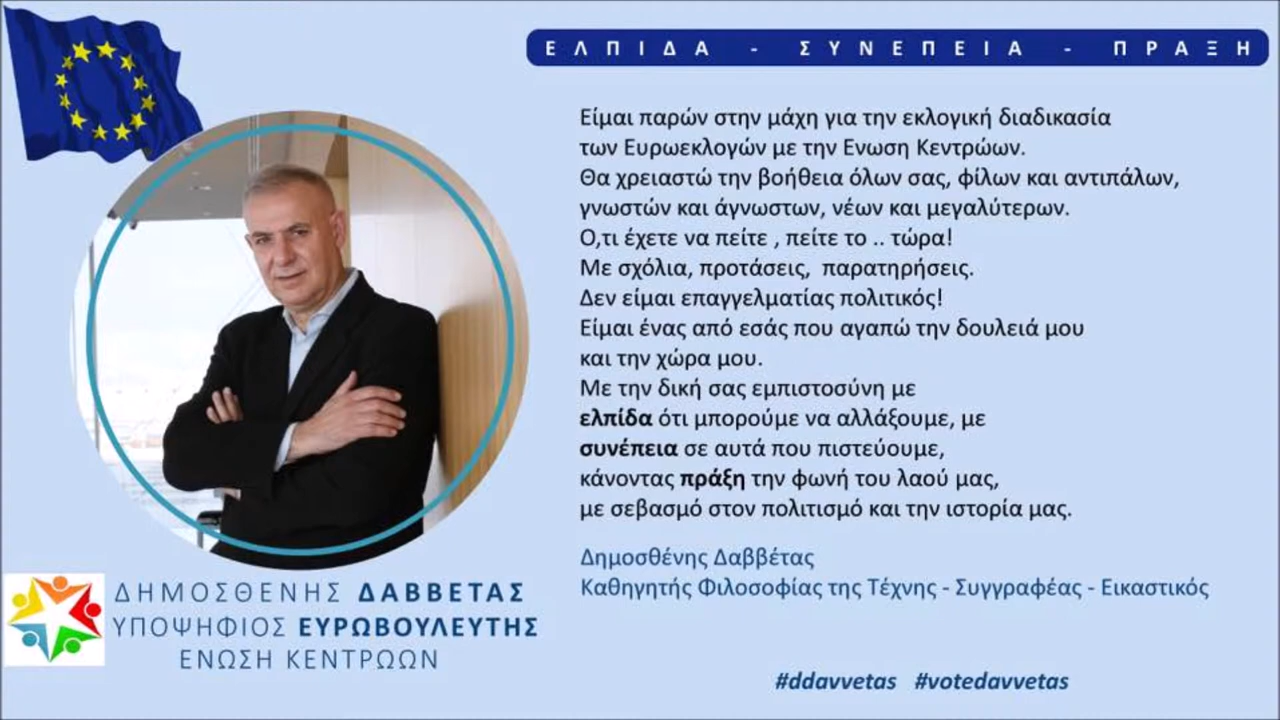 ΕΛΠΙΔΑ - ΣΥΝΕΠΕΙΑ - ΠΡΑΞΗ
Είμαι παρών στην μάχη για την εκλογική διαδικασία
των Ευρωεκλογών με την Ενωση Κεντρώων.
Θα χρειαστώ την βοήθεια όλων σας, φίλων και αντιπάλων,
γνωστών και άγνωστων, νέων και μεγαλύτερων.
Ο,τι έχετε να πείτε , πείτε το .. τώρα!
Με σχόλια, προτάσεις,  παρατηρήσεις.
Δεν είμαι επαγγελματίας πολιτικός!
Είμαι ένας από εσάς που αγαπώ την δουλειά μου
και την χώρα μου.
Με την δική σας εμπιστοσύνη με
ελπίδα ότι μπορούμε να αλλάξουμε, με
συνέπεια σε αυτά που πιστεύουμε,
κάνοντας πράξη την φωνή του λαού μας,
με σεβασμό στον πολιτισμό και την ιστορία μας.
Δημοσθένης Δαββέτας
Καθηγητής Φιλοσοφίας της Τέχνης - Συγγραφέας - Εικαστικός
ΔΗΜΟΣΘΕΝΗΣ ΔΑΒΒΕΤΑΣ
ΥΠΟΨΗΦΙΟΣ ΕΥΡΩΒΟΥΛΕΥΤΗΣ
ΕΝΩΣΗ ΚΕΝΤΡΩΩΝ
#ddavvetas #votedavvetas